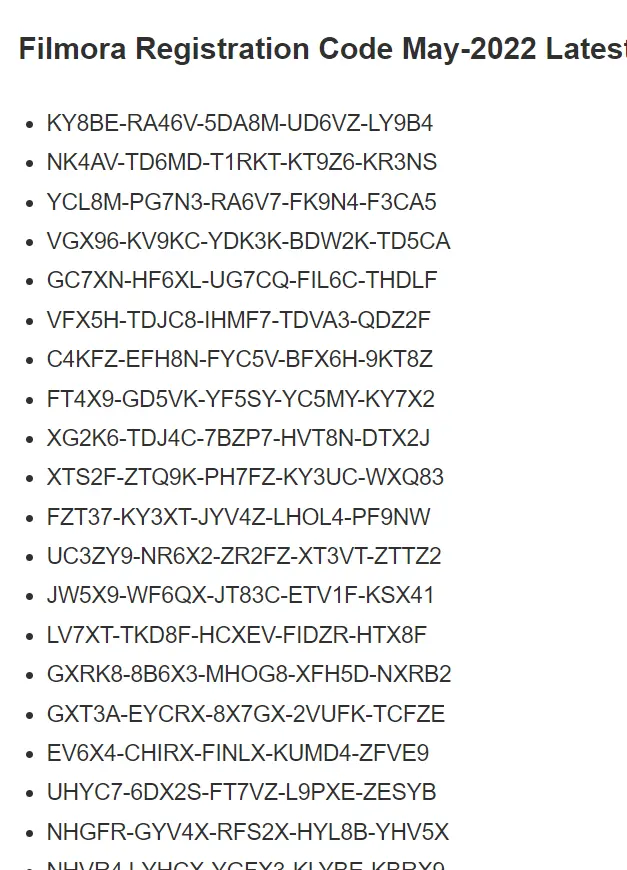 Filmora Registration Code May-2022 Latest
KY8BE-RA46V-5DA8M-UD6VZ-LY9B4
NK4AV-TD6MD-T1RKT-KT9Z6-KR3NS
YCL8M-PG7N3-RA6V7-FK9N4-F3CA5
VGX96-KV9KC-YDK3K-BDW2K-TD5CA
GC7XN-HF6XL-UG7CQ-FIL6C-THDLF
VFX5H-TDJC8-IHMF7-TDVA3-QDZ2F
C4KFZ-EFH8N-FYC5V-BFX6H-9KT8Z
FT4X9-GD5VK-YF5SY-YC5MY-KY7X2
XG2K6-TDJ4C-7BZP7-HVT8N-DTX2J
XTS2F-ZTQ9K-PH7FZ-KY3UC-WXQ83
FZT37-KY3XT-JYV4Z-LHOL4-PF9NW
UC3ZY9-NR6X2-ZR2FZ-XT3VT-ZTTZ2
JW5X9-WF6QX-JT83C-ETV1F-KSX41
LV7XT-TKD8F-HCXEV-FIDZR-HTX8F
GXRK8-8B6X3-MHOG8-XFH5D-NXRB2
GXT3A-EYCRX-8X7GX-2VUFK-TCFZE
EV6X4-CHIRX-FINLX-KUMD4-ZFVE9
UHYC7-6DX2S-FT7VZ-L9PXE-ZESYB
NHGFR-GYV4X-RFS2X-HYL8B-YHV5X